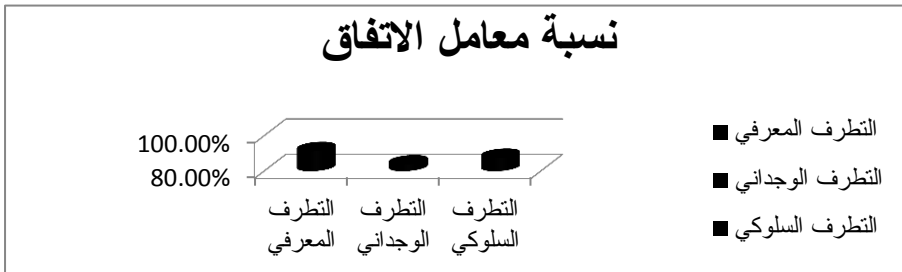 نسبة معامل الاتفاق
100.00%
80.00%
التطرف المعرفي
التطرف الوجداني
التطرف السلوكي
التطرف المعرفي
التطرف الوجداني
التطرف السلوكي